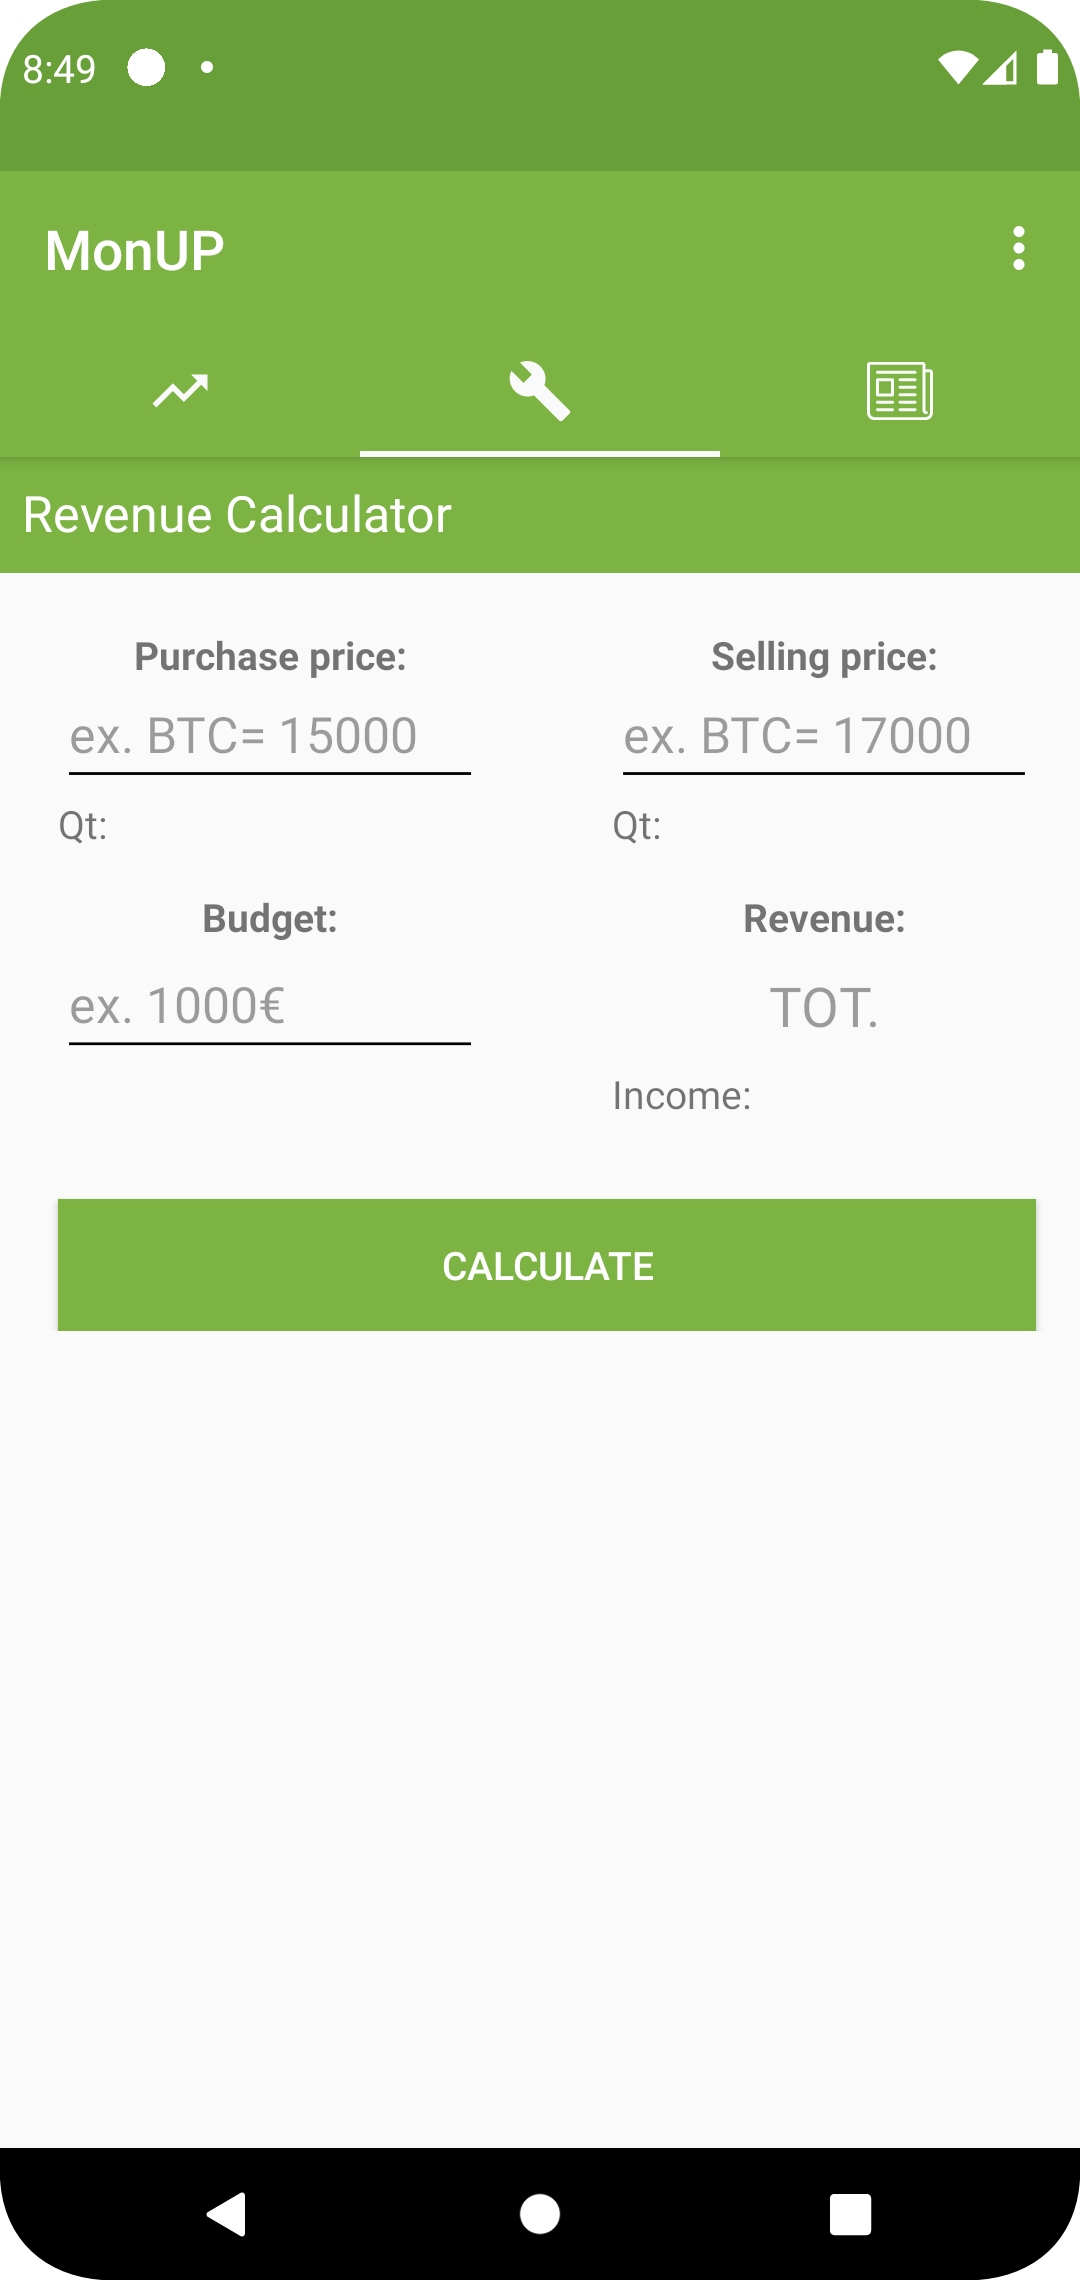 8:49
MonUP
Revenue Calculator
Purchase price:
Selling price:
ex. BTC= 15000
ex. BTC= 17000
Qt:
Qt:
Budget:
Revenue:
ex. 1000€
TOT.
Income:
CALCULATE